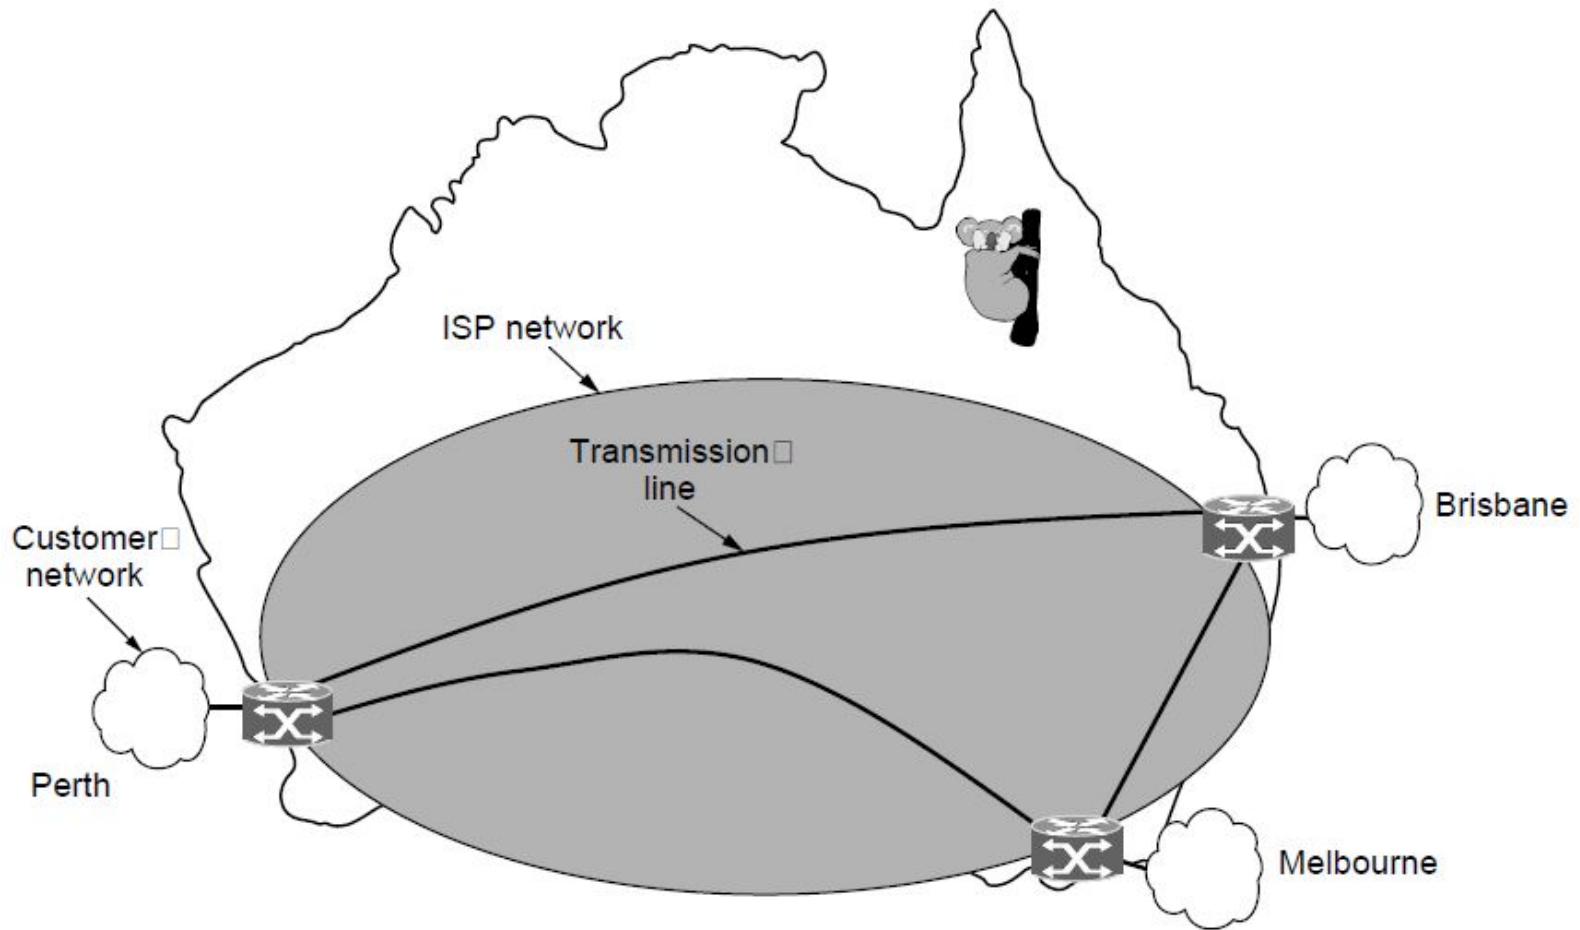 ISP network
Transmission□
line
Customer□
network
Brisbane
Perth
Melbourne